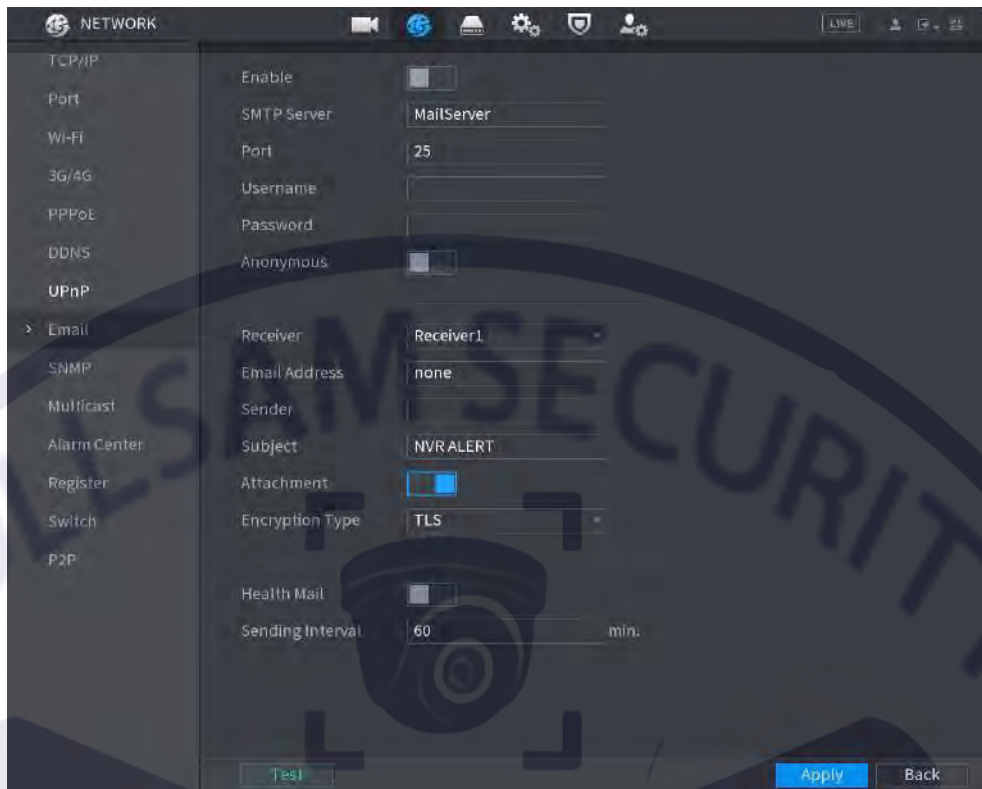 NETWORK
LIVE
TCP/IP
Port
Wi-Fi
3G/4G
PPPoE
DDNS
UPnP
Email
SNMP
Multicast
Alarm Center
Register
Switch
P2P
Enable
SMTP Server MailServer
Port 25
Username
Password
Anonymous
Receiver Receiver1
Email Address none
Sender
Subject NVR ALERT
Attachment
Encryption Type TLS
Health Mail
Sending Interval 60 min.
Test Apply Back